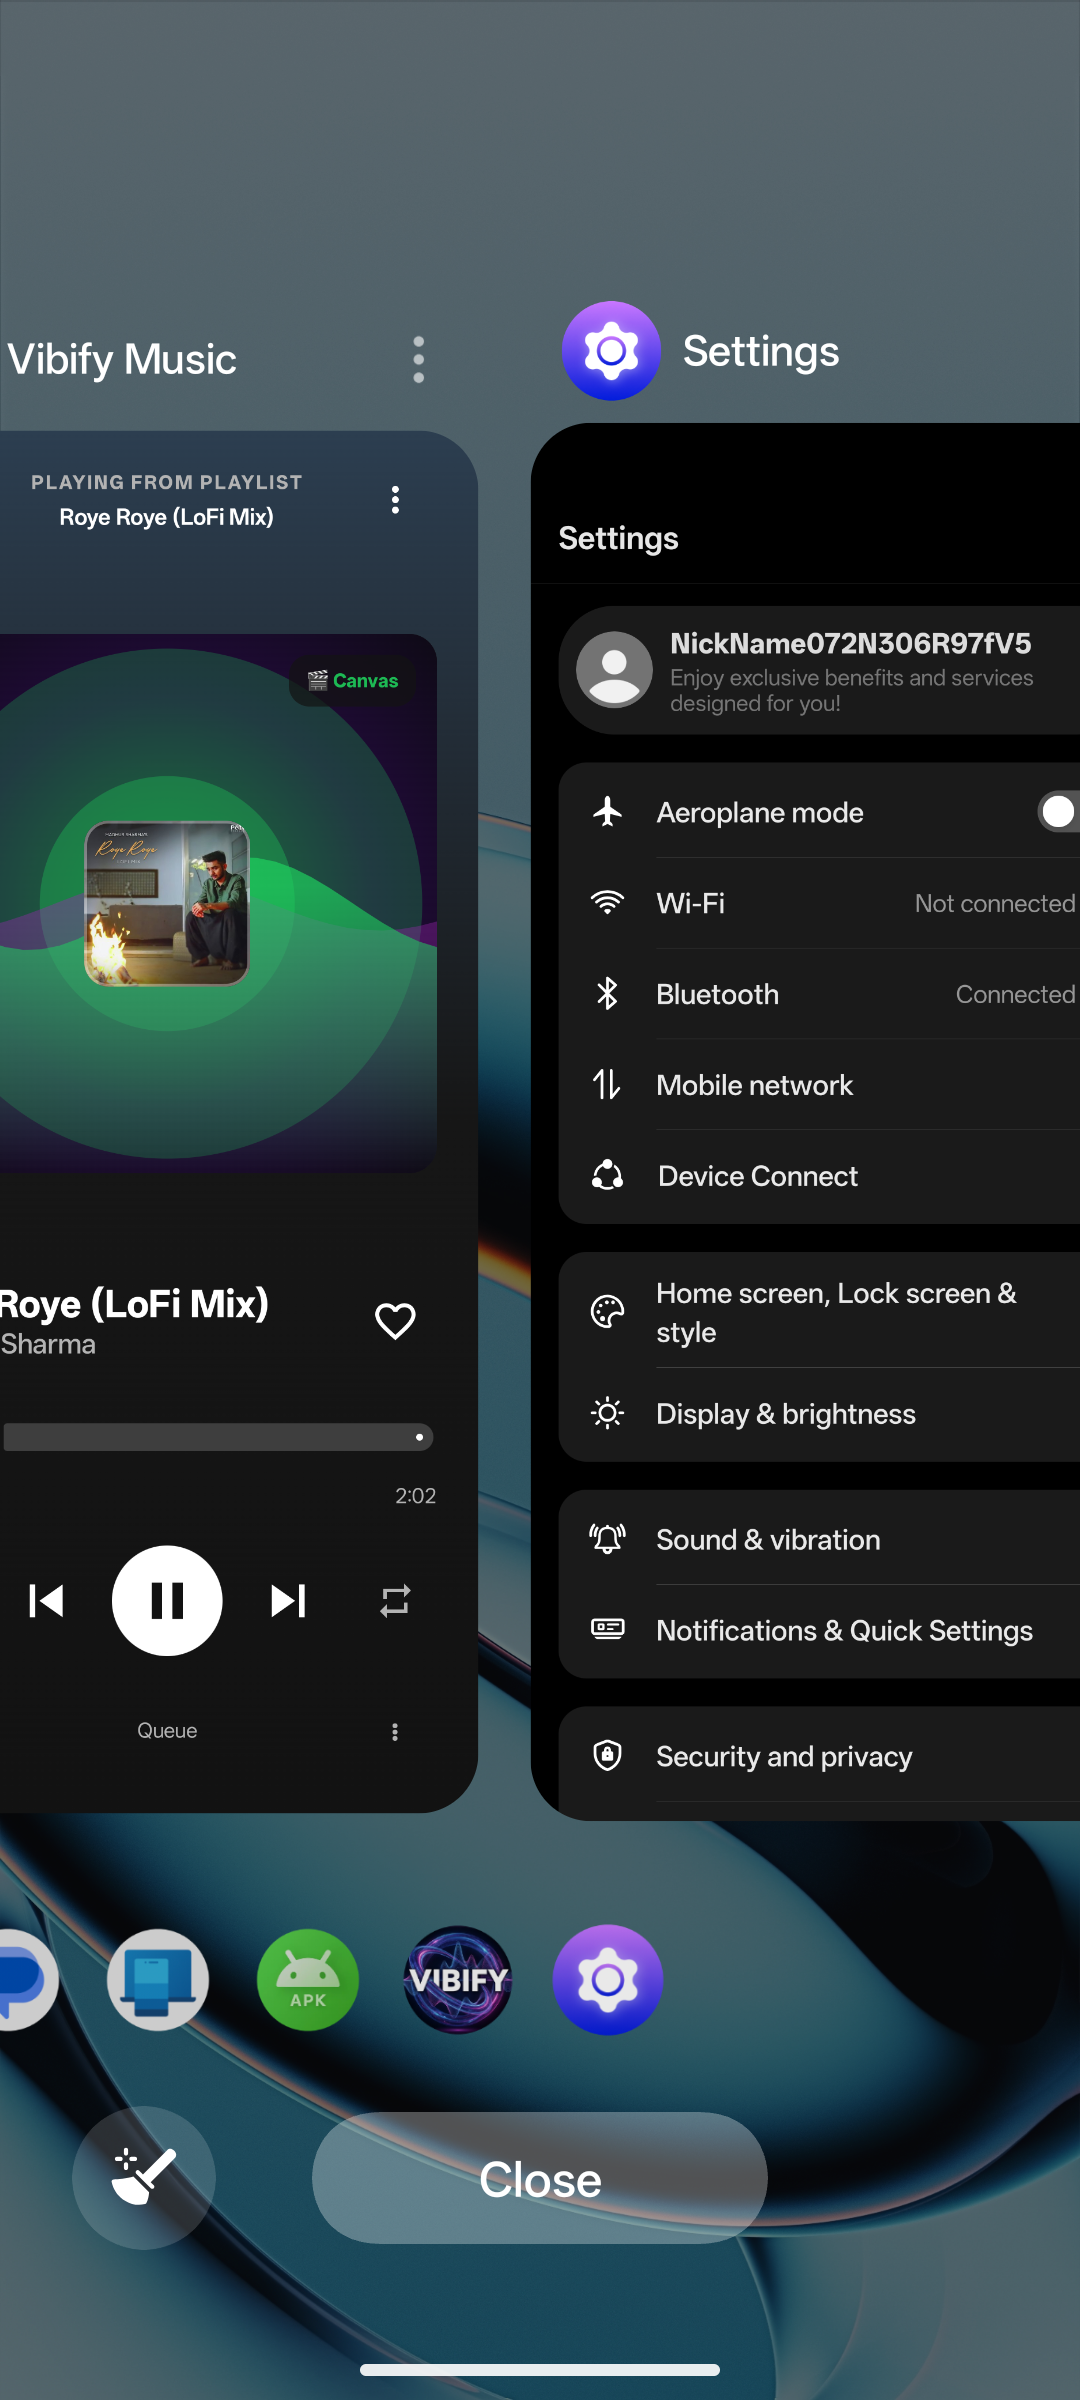 Vibify Music
PLAYING FROM PLAYLIST
Roye Roye (LoFi Mix)
Canvas
Roye Roye
Roye (LoFi Mix)
Sharma
2:02
Queue
Settings
Settings
NickName072N306R97fV5
Enjoy exclusive benefits and services
designed for you!
Aeroplane mode
Wi-Fi
Not connected
Bluetooth
Connected
Mobile network
Device Connect
Home screen, Lock screen &
style
Display & brightness
Sound & vibration
Notifications & Quick Settings
Security and privacy
APK
VIBIFY
Close